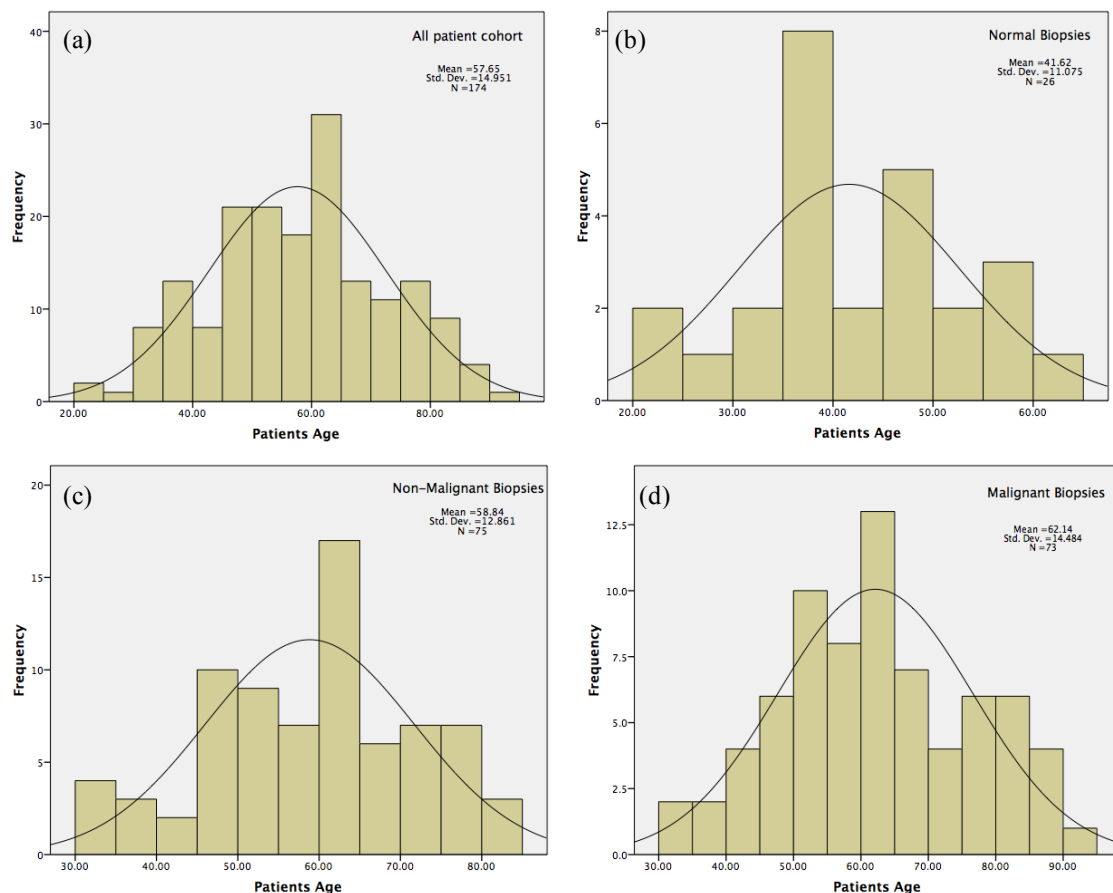 (a)
All patient cohort
Mean =57.65
Std. Dev. =14.951
N =174
Frequency
40
30
20
10
0
20.00 40.00 60.00 80.00
Patients Age
(b)
Normal Biopsies
Mean =41.62
Std. Dev. =11.075
N =26
Frequency
8
6
4
2
0
20.00 30.00 40.00 50.00 60.00
Patients Age
(c)
Non-Malignant Biopsies
Mean =58.84
Std. Dev. =12.861
N =75
Frequency
20
15
10
5
0
30.00 40.00 50.00 60.00 70.00 80.00
Patients Age
(d)
Malignant Biopsies
Mean =62.14
Std. Dev. =14.484
N =73
Frequency
12.5
10.0
7.5
5.0
2.5
0.0
30.00 40.00 50.00 60.00 70.00 80.00 90.00
Patients Age